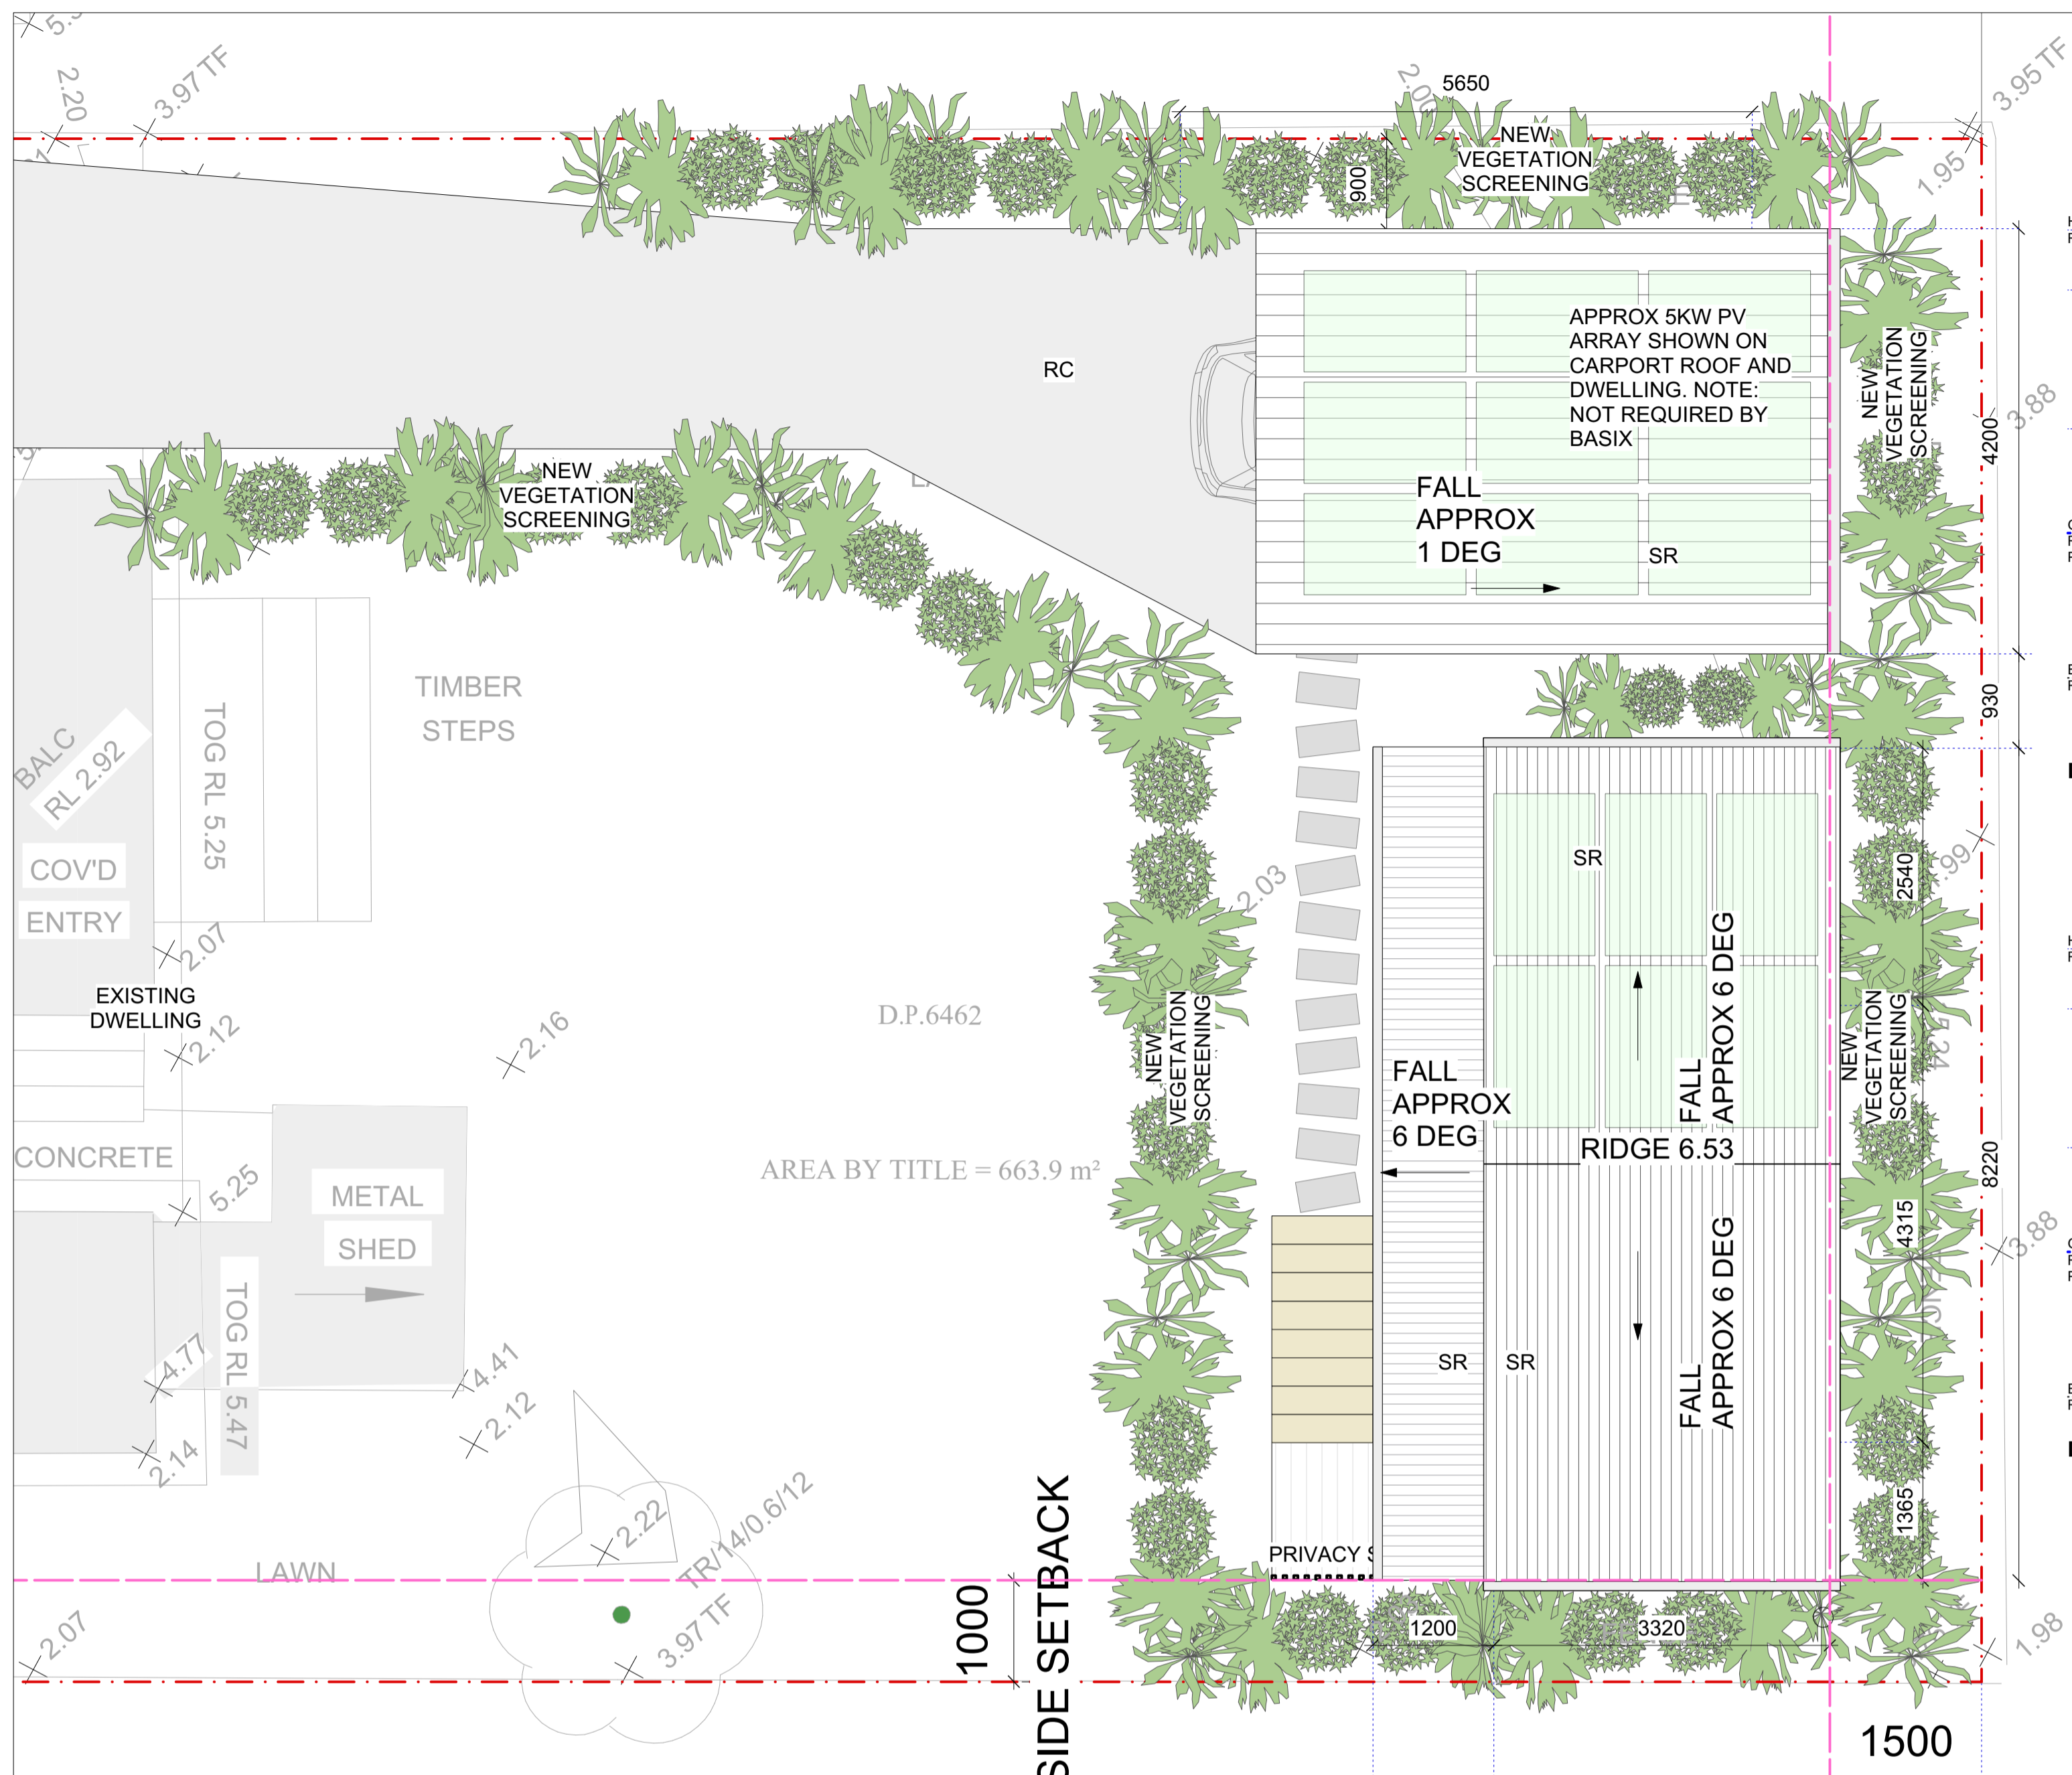 2.20
3.97 TF
2.00
5650
3.95 TF
NEW
VEGETATION
SCREENING
900
1.95
RC
APPROX 5KW PV
ARRAY SHOWN ON
CARPORT ROOF AND
DWELLING. NOTE:
NOT REQUIRED BY
BASIX
NEW
VEGETATION
SCREENING
3.88
4200
NEW
VEGETATION
SCREENING
FALL
APPROX
1 DEG
SR
TIMBER
STEPS
930
BALC
RL 2.92
TOG RL 5.25
COV'D
ENTRY
2.07
EXISTING
DWELLING
2.12
2.16
D.P.6462
2.03
SR
2540
NEW
VEGETATION
SCREENING
FALL
APPROX
6 DEG
FALL
APPROX 6 DEG
NEW
VEGETATION
SCREENING
RIDGE 6.53
CONCRETE
AREA BY TITLE = 663.9 m²
5.25
METAL
SHED
8220
4315
3.88
TOG RL 5.47
4.77
4.41
2.12
2.14
SR
SR
FALL
APPROX 6 DEG
1365
2.22
TR/14/0.6/12
LAWN
PRIVACY
1000
SIDE SETBACK
2.07
3.97 TF
1200
3320
1.98
1500